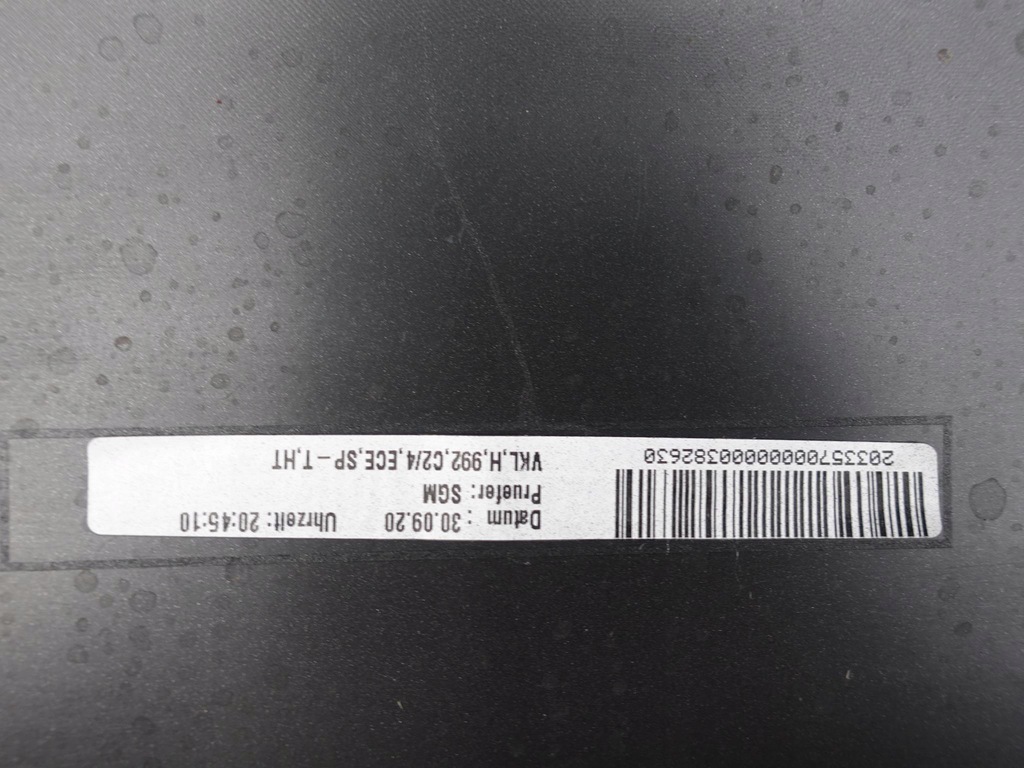 Datum : 30.09.20 Uhrzeit: 20:45:10
Pruefer: SGM
VKL,H,992,C2/4,ECE,SP-T,HT
20335700000000382630